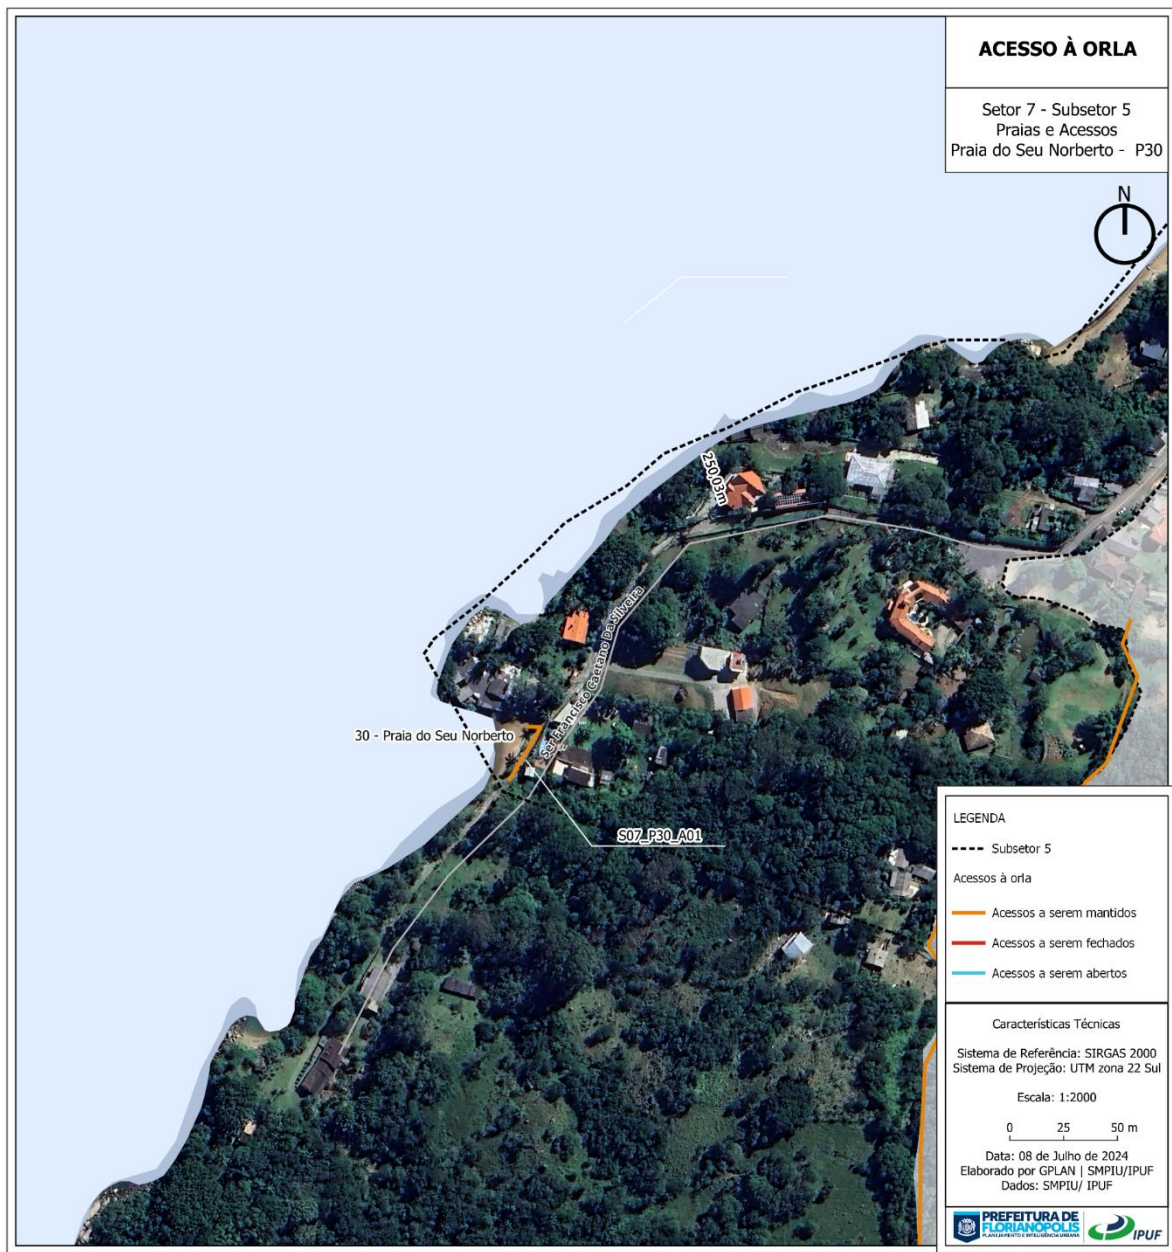 ACESSO À ORLA
Setor 7 - Subsetor 5
Praias e Acessos
Praia do Seu Norberto - P30
N
250,03m
Ser Francisco Caetano Da Silveira
30 - Praia do Seu Norberto
S07_P30_A01
LEGENDA
Subsetor 5
Acessos à orla
Acessos a serem mantidos
Acessos a serem fechados
Acessos a serem abertos
Características Técnicas
Sistema de Referência: SIRGAS 2000
Sistema de Projeção: UTM zona 22 Sul
Escala: 1:2000
0 25 50 m
Data: 08 de Julho de 2024
Elaborado por GPLAN | SMPIU/IPUF
Dados: SMPIU/ IPUF
PREFEITURA DE
FLORIANÓPOLIS
PLANEJAMENTO E INTELIGÊNCIA URBANA
IPUF